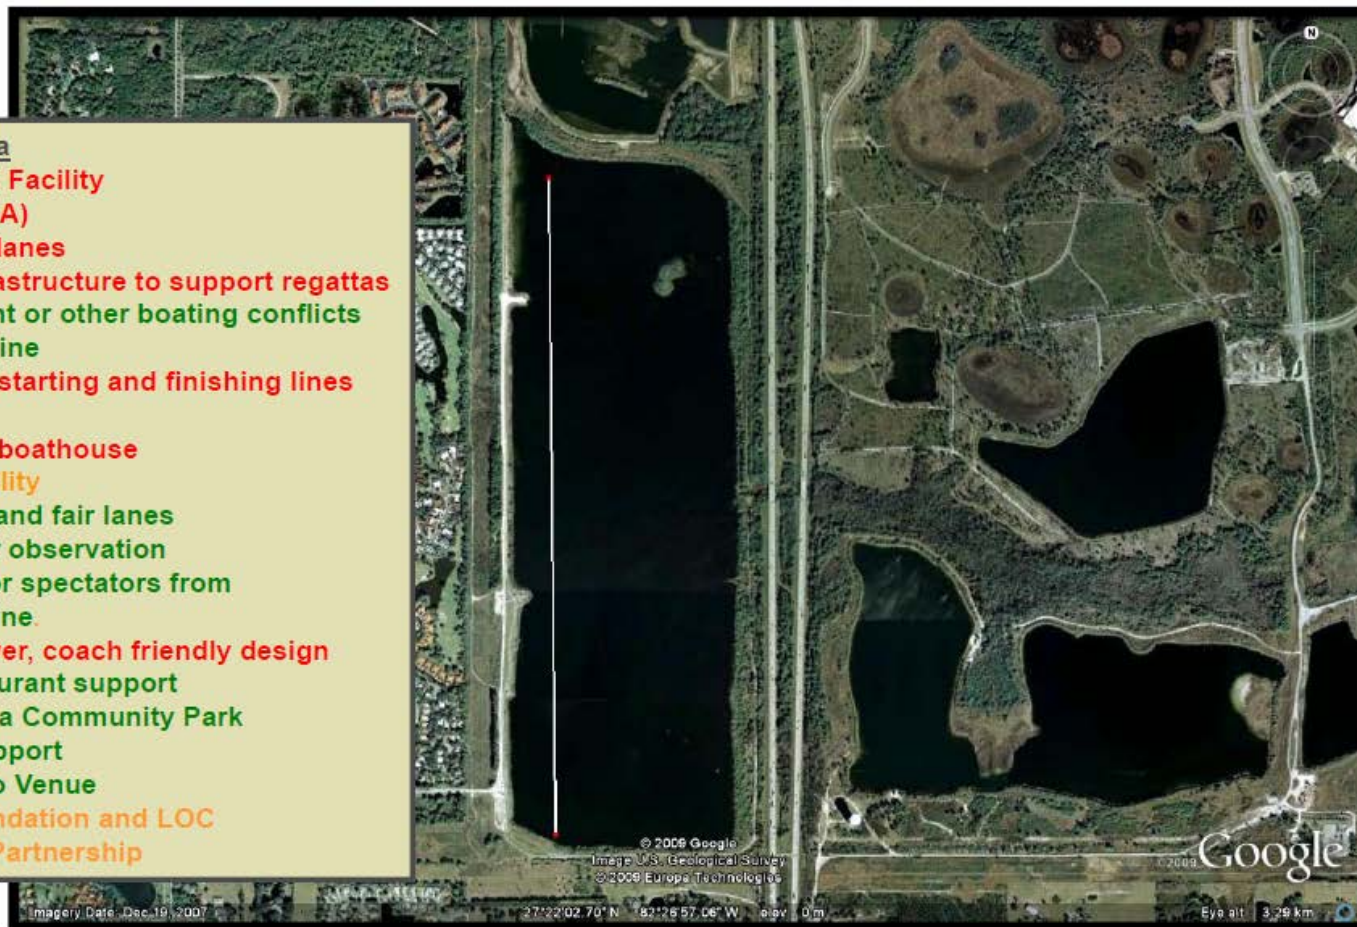 a
Facility
A)
lanes
astructure to support regattas
nt or other boating conflicts
ine
starting and finishing lines
boathouse
lity
and fair lanes
observation
or spectators from
ne.
er, coach friendly design
urant support
a Community Park
pport
o Venue
ndation and LOC
Partnership
N
© 2009 Google
Image U.S. Geological Survey
© 2009 Europa Technologies
©2009 Google
Imagery Date: Dec 19, 2007
27°22'02.70" N 82°26'57.06" W elev 0 m
Eye alt 3.29 km